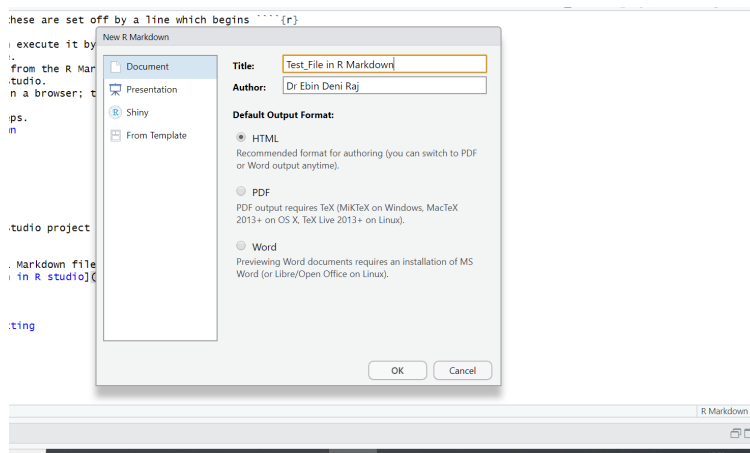 these are set off by a line which begins ````{r}
New R Markdown
execute it by
from the R Mar
studio.
n a browser; t
ps.
n
studio project
Markdown file
in R studio](
tting
Document
Presentation
R Shiny
From Template
Title: Test_File in R Markdown
Author: Dr Ebin Deni Raj
Default Output Format:
HTML
Recommended format for authoring (you can switch to PDF
or Word output anytime).
PDF
PDF output requires TeX (MiKTeX on Windows, MacTeX
2013+ on OS X, TeX Live 2013+ on Linux).
Word
Previewing Word documents requires an installation of MS
Word (or Libre/Open Office on Linux).
OK Cancel
R Markdown